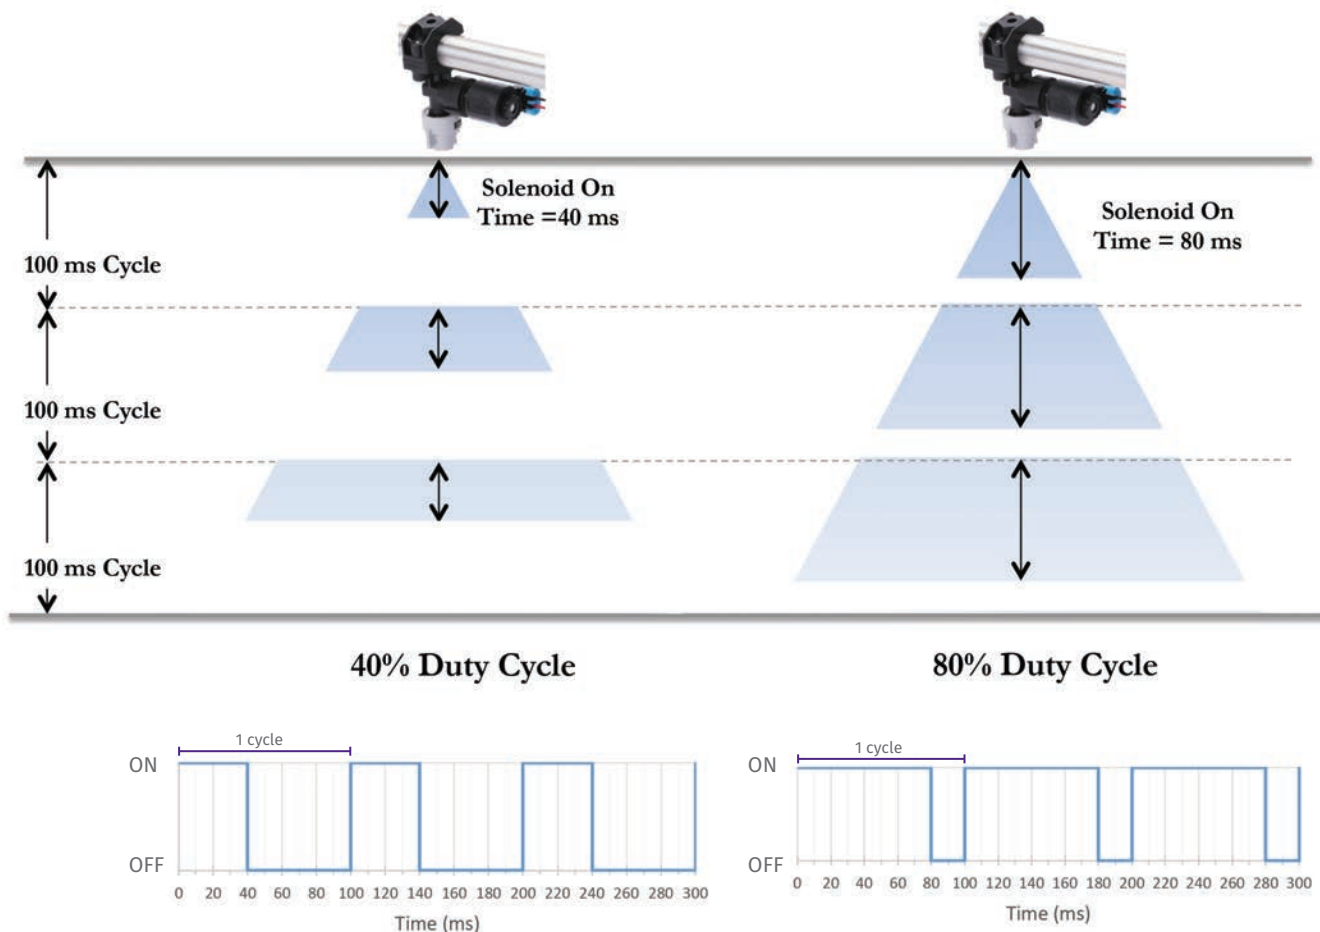 Solenoid On
Time =40 ms
Solenoid On
Time = 80 ms
100 ms Cycle
100 ms Cycle
100 ms Cycle
40% Duty Cycle
80% Duty Cycle
1 cycle
ON
OFF
0 20 40 60 80 100 120 140 160 180 200 220 240 260 280 300
Time (ms)
1 cycle
ON
OFF
0 20 40 60 80 100 120 140 160 180 200 220 240 260 280 300
Time (ms)